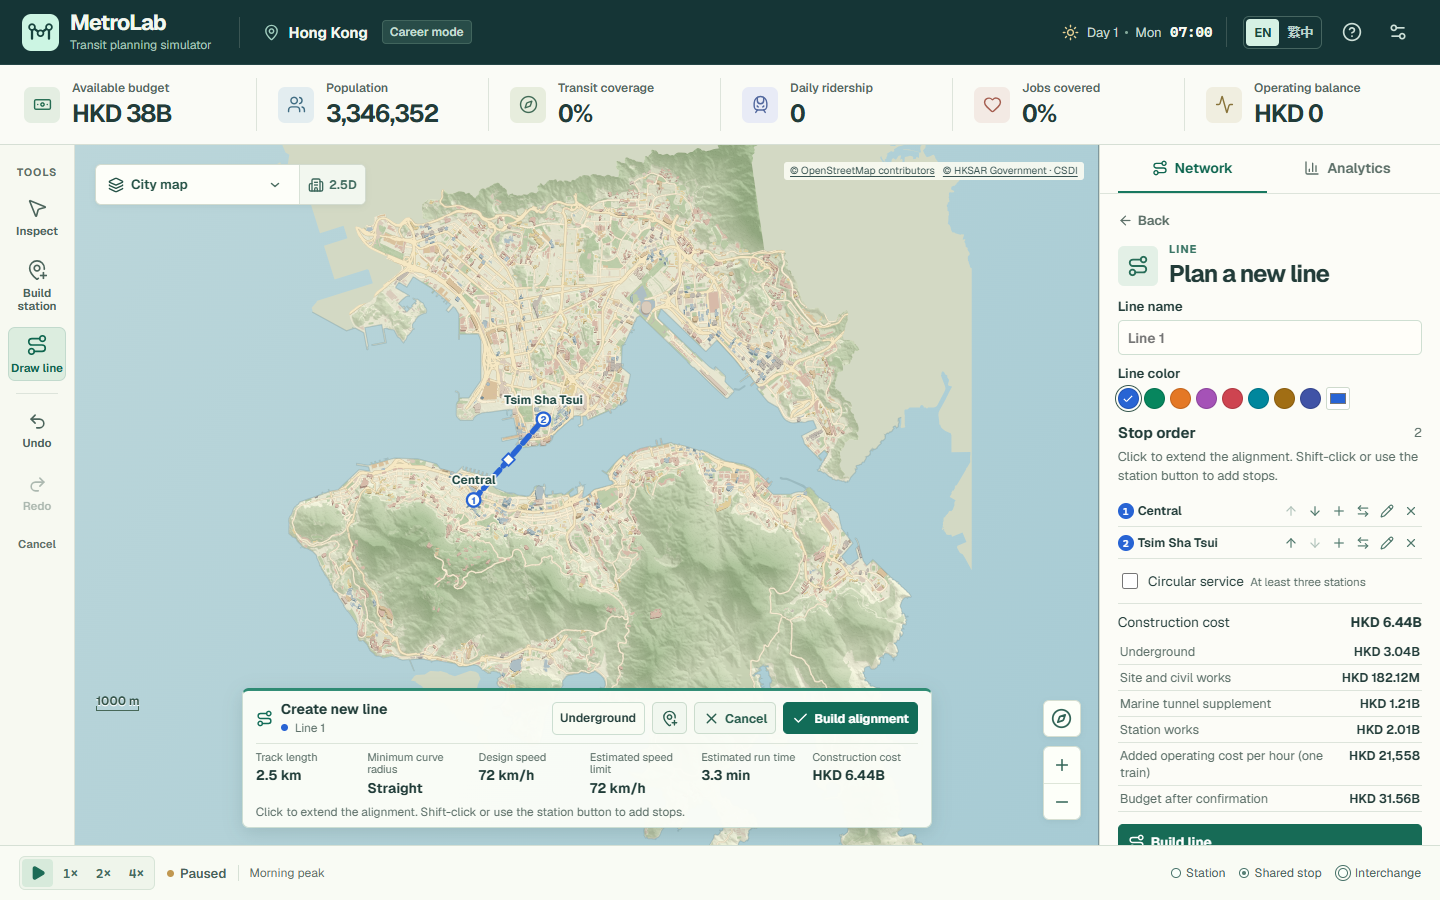 MetroLab
Transit planning simulator
Hong Kong
Career mode
Day 1 • Mon 07:00
EN
繁中
Available budget
HKD 38B
Population
3,346,352
Transit coverage
0%
Daily ridership
0
Jobs covered
0%
Operating balance
HKD 0
TOOLS
Inspect
Build
station
Draw line
Undo
Redo
Cancel
City map
2.5D
© OpenStreetMap contributors © HKSAR Government · CSDI
Tsim Sha Tsui
2
Central
1
1000 m
Create new line
Line 1
Underground
Cancel
Build alignment
Track length
2.5 km
Minimum curve
radius
Straight
Design speed
72 km/h
Estimated speed
limit
72 km/h
Estimated run time
3.3 min
Construction cost
HKD 6.44B
Click to extend the alignment. Shift-click or use the station button to add stops.
Network
Analytics
Back
LINE
Plan a new line
Line name
Line 1
Line color
Stop order 2
Click to extend the alignment. Shift-click or use the
station button to add stops.
1 Central
2 Tsim Sha Tsui
Circular service At least three stations
Construction cost HKD 6.44B
Underground HKD 3.04B
Site and civil works HKD 182.12M
Marine tunnel supplement HKD 1.21B
Station works HKD 2.01B
Added operating cost per hour (one
train) HKD 21,558
Budget after confirmation HKD 31.56B
Build line
1× 2× 4×
Paused
Morning peak
Station
Shared stop
Interchange